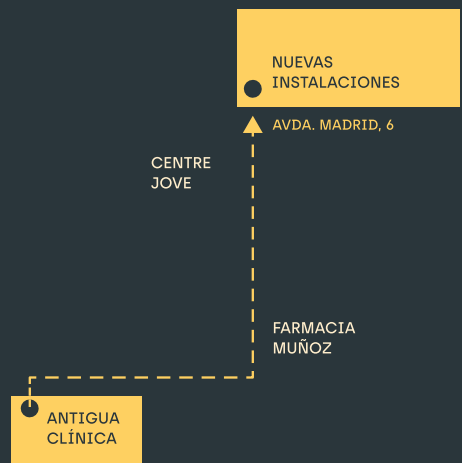 NUEVAS
INSTALACIONES
AVDA. MADRID, 6
CENTRE
JOVE
FARMACIA
MUÑOZ
ANTIGUA
CLÍNICA